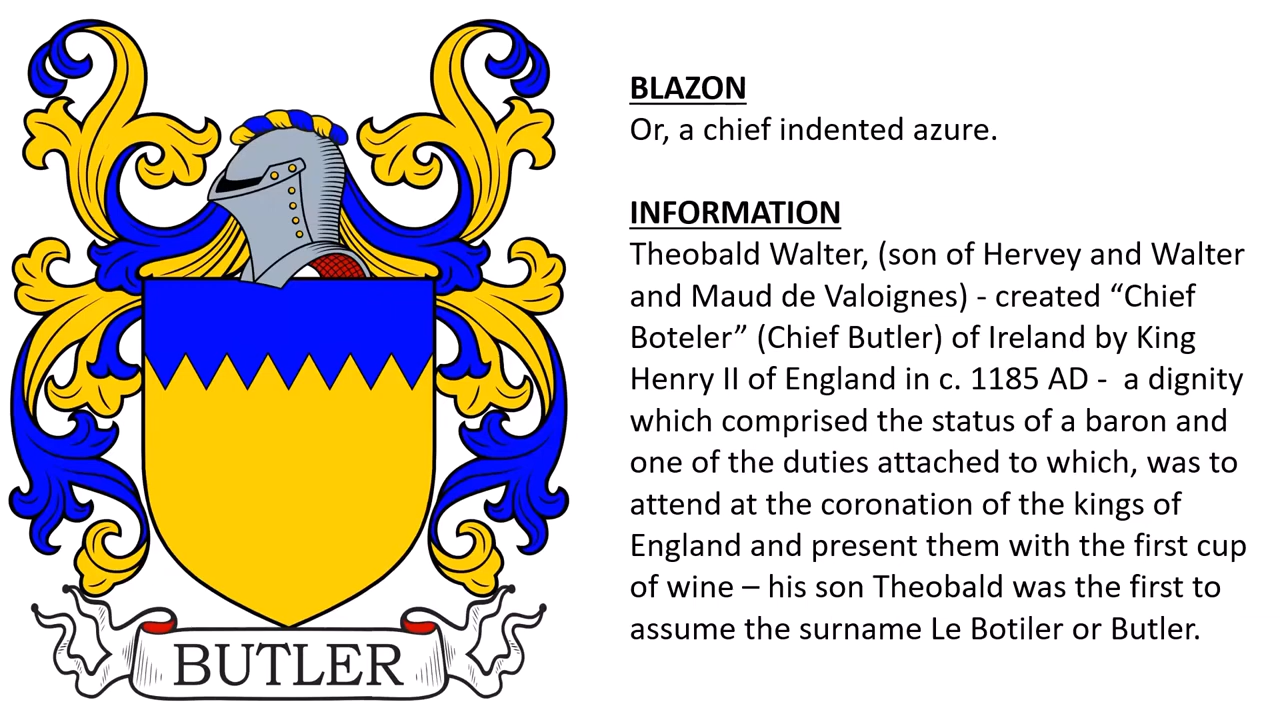 BLAZON
Or, a chief indented azure.
INFORMATION
Theobald Walter, (son of Hervey and Walter
and Maud de Valoignes) - created “Chief
Boteler” (Chief Butler) of Ireland by King
Henry II of England in c. 1185 AD -  a dignity
which comprised the status of a baron and
one of the duties attached to which, was to
attend at the coronation of the kings of
England and present them with the first cup
of wine – his son Theobald was the first to
assume the surname Le Botiler or Butler.
BUTLER